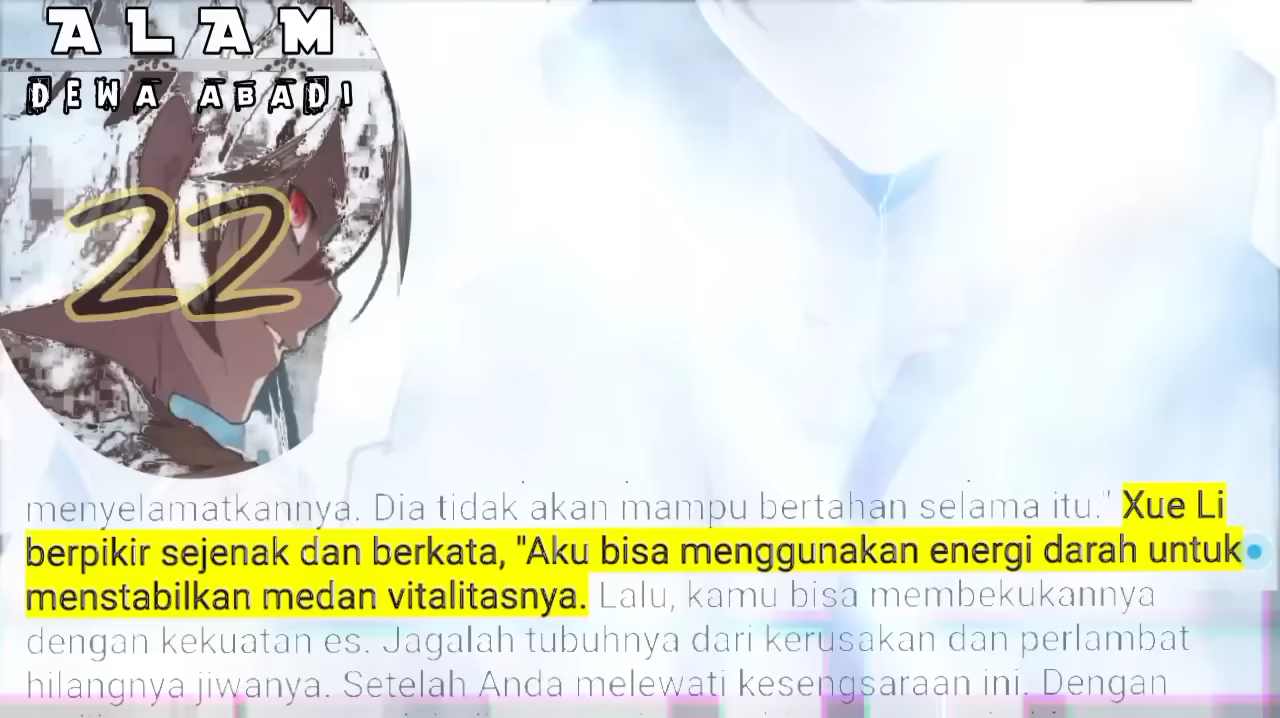 ALAM
DEWA ABADI
22
menyelamatkannya. Dia tidak akan mampu bertahan selama itu." Xue Li
berpikir sejenak dan berkata, "Aku bisa menggunakan energi darah untuk
menstabilkan medan vitalitasnya. Lalu, kamu bisa membekukannya
dengan kekuatan es. Jagalah tubuhnya dari kerusakan dan perlambat
hilangnya jiwanya. Setelah Anda melewati kesengsaraan ini. Dengan